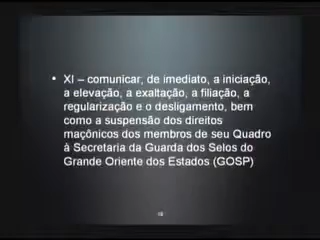 • XI – comunicar, de imediato, a iniciação,
a elevação, a exaltação, a filiação, a
regularização e o desligamento, bem
como a suspensão dos direitos
maçônicos dos membros de seu Quadro
à Secretaria da Guarda dos Selos do
Grande Oriente dos Estados (GOSP)